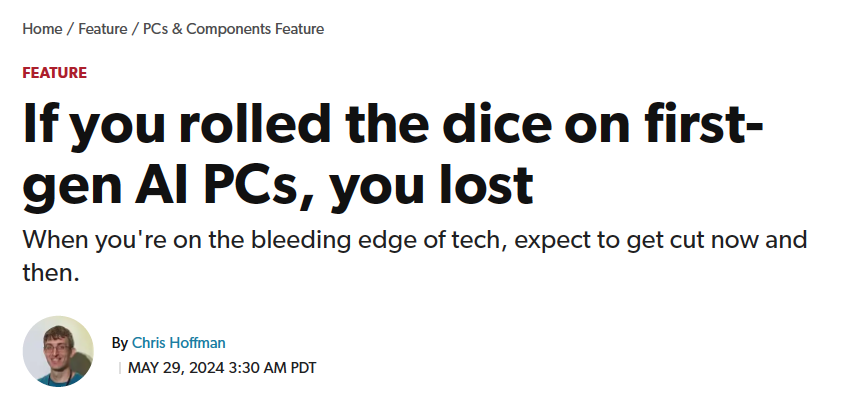 Home / Feature / PCs & Components Feature
FEATURE
If you rolled the dice on first-
gen AI PCs, you lost
When you're on the bleeding edge of tech, expect to get cut now and
then.
By Chris Hoffman
| MAY 29, 2024 3:30 AM PDT